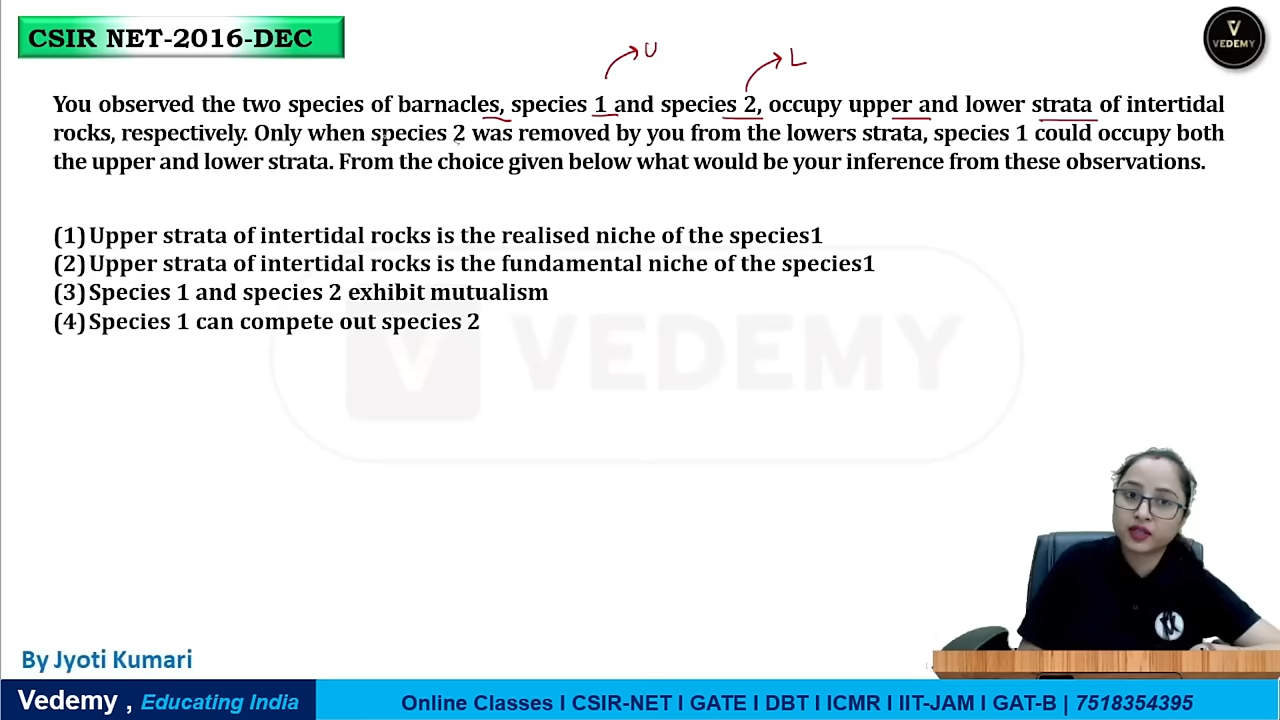 CSIR NET-2016-DEC
VEDEMY
U
L
You observed the two species of barnacles, species 1 and species 2, occupy upper and lower strata of intertidal
rocks, respectively. Only when species 2 was removed by you from the lowers strata, species 1 could occupy both
the upper and lower strata. From the choice given below what would be your inference from these observations.
(1) Upper strata of intertidal rocks is the realised niche of the species1
(2) Upper strata of intertidal rocks is the fundamental niche of the species1
(3) Species 1 and species 2 exhibit mutualism
(4) Species 1 can compete out species 2
VEDEMY
By Jyoti Kumari
Vedemy , Educating India
Online Classes I CSIR-NET I GATE I DBT I ICMR I IIT-JAM I GAT-B | 7518354395